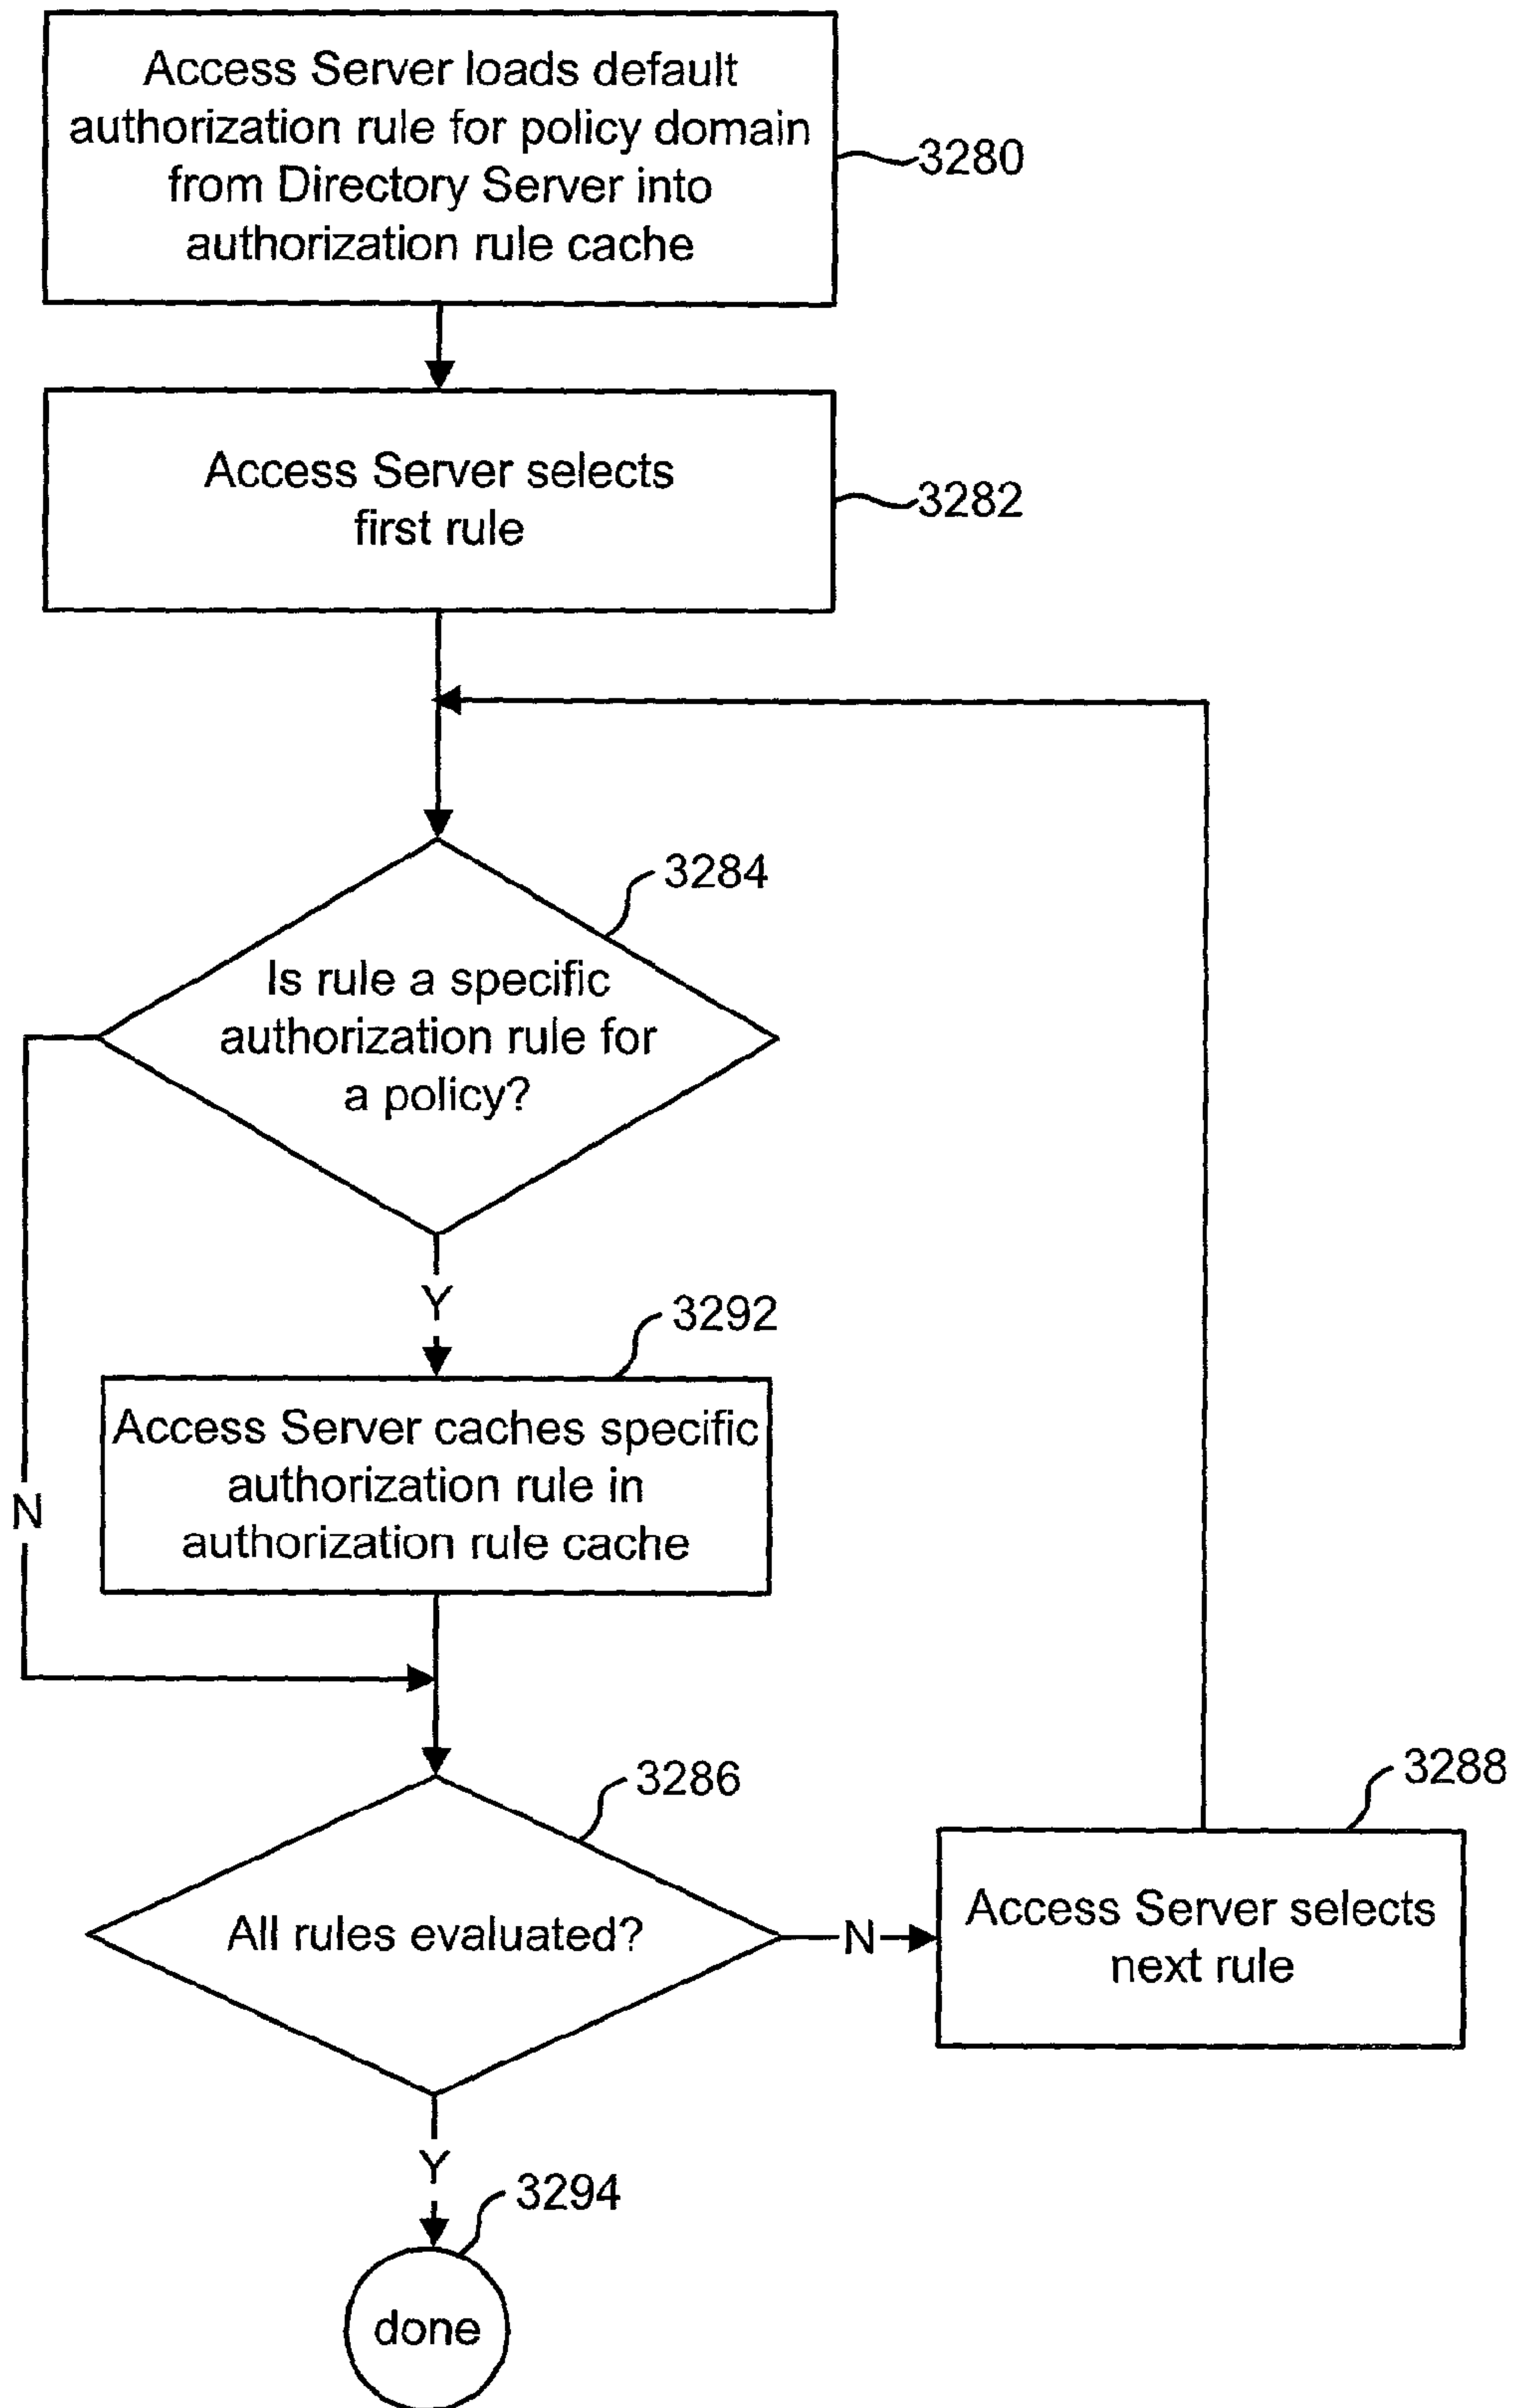 Access Server loads default
authorization rule for policy domain
from Directory Server into
authorization rule cache
3280
Access Server selects
first rule
3282
3284
Is rule a specific
authorization rule for
a policy?
Y
3292
Access Server caches specific
authorization rule in
authorization rule cache
N
3286
All rules evaluated?
N
3288
Access Server selects
next rule
Y
3294
done